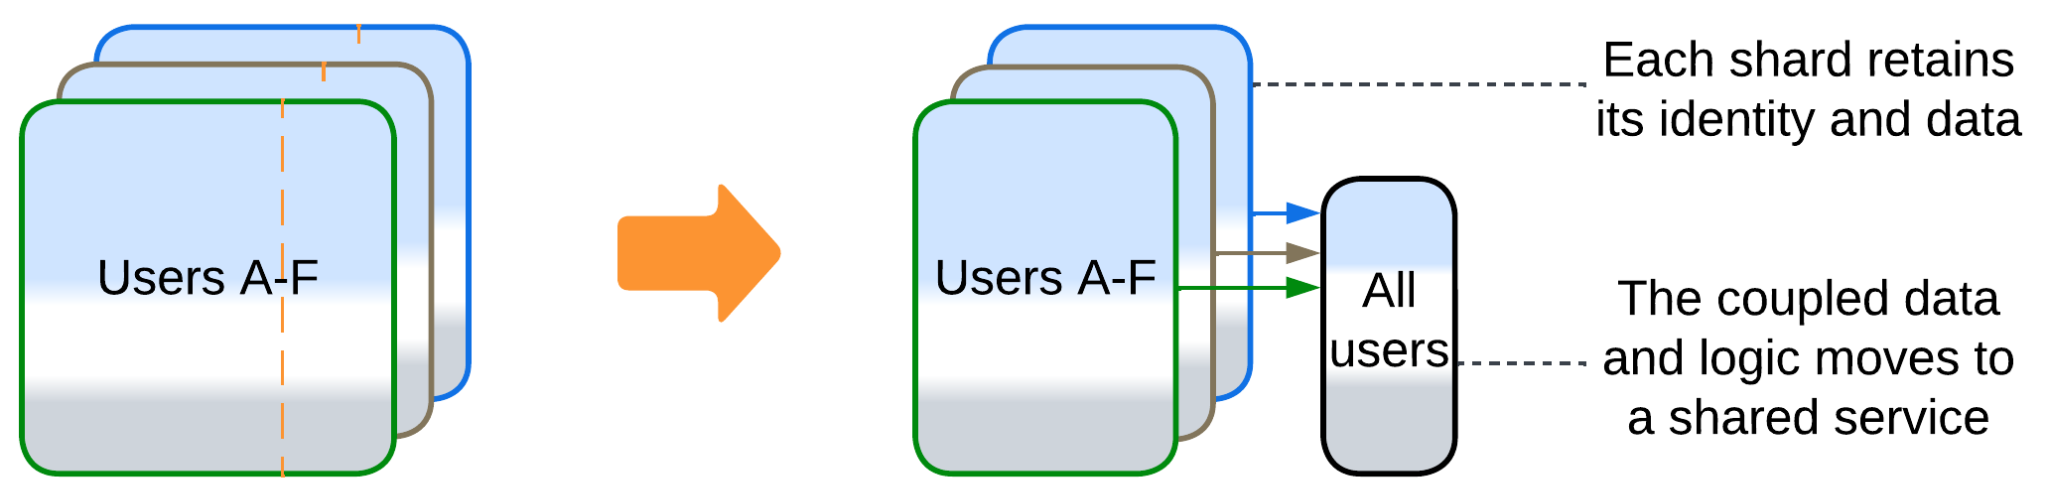 Users A-F
Users A-F
All
users
Each shard retains
its identity and data
The coupled data
and logic moves to
a shared service